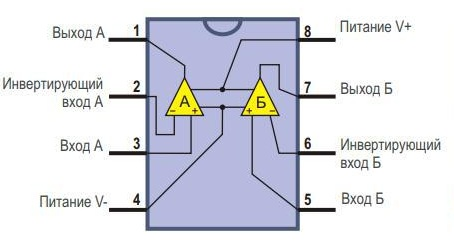 Выход А
1
Инвертирующий
вход А
2
Вход А
3
Питание V-
4
А
Б
- +
+ -
8
Питание V+
7
Выход Б
6
Инвертирующий
вход Б
5
Вход Б